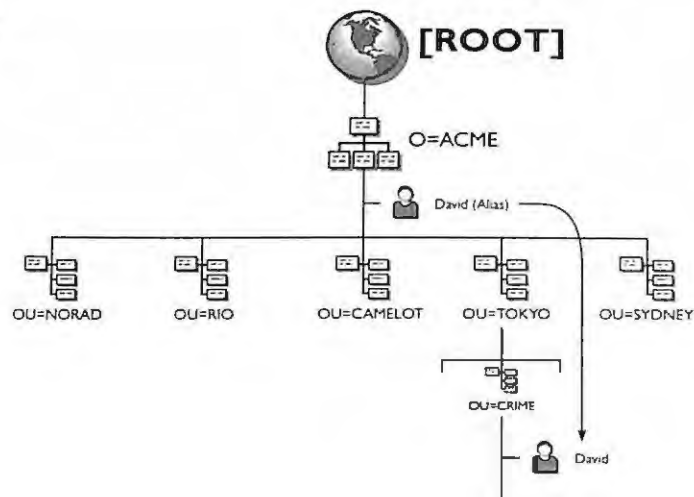 [ROOT]
O=ACME
David (Alias)
OU=NORAD
OU=RIO
OU=CAMELOT
OU=TOKYO
OU=SYDNEY
OU=CRIME
David